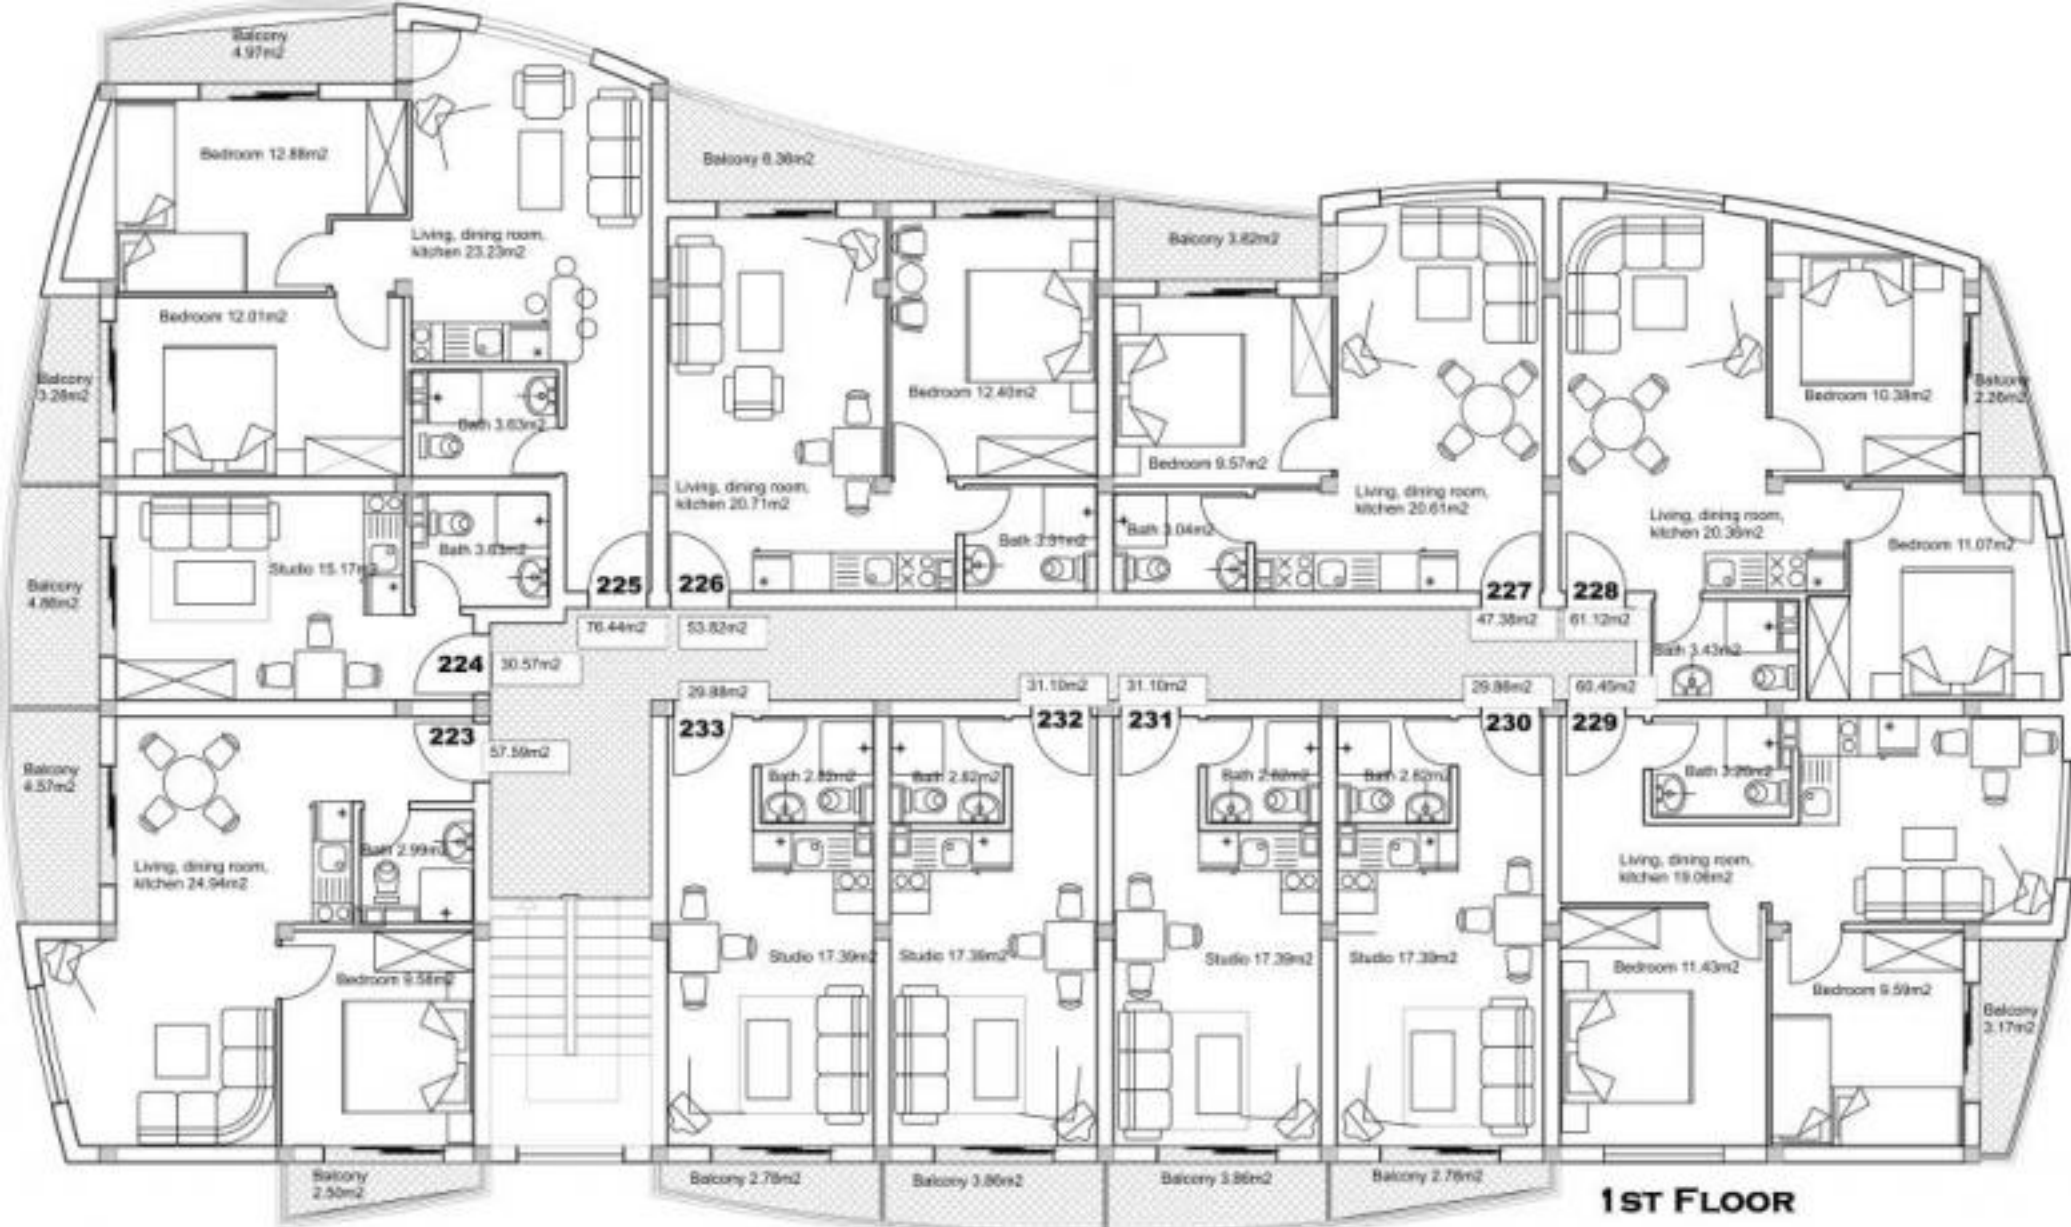 Balcony
4.97m2
Bedroom 12.88m2
Living, dining room,
kitchen 23.23m2
Balcony 8.36m2
Balcony 3.82m2
Bedroom 12.01m2
Balcony
3.28m2
Bath 3.63m2
Bedroom 12.40m2
Bedroom 9.57m2
Bedroom 10.38m2
Balcony
2.26m2
Living, dining room,
kitchen 20.71m2
Living, dining room,
kitchen 20.61m2
Living, dining room,
kitchen 20.36m2
Bedroom 11.07m2
Studio 15.17m2
Bath 3.63m2
Bath 3.91m2
Bath 3.04m2
Balcony
4.86m2
225
226
227
228
76.44m2
53.82m2
47.38m2
61.12m2
Bath 3.43m2
224
30.57m2
29.88m2
31.10m2
31.10m2
29.86m2
60.45m2
223
57.59m2
233
232
231
230
229
Balcony
4.57m2
Bath 2.82m2
Bath 2.82m2
Bath 2.82m2
Bath 2.82m2
Bath 3.20m2
Bath 2.99m2
Living, dining room,
kitchen 24.94m2
Living, dining room,
kitchen 19.06m2
Bedroom 9.58m2
Studio 17.39m2
Studio 17.39m2
Studio 17.39m2
Studio 17.39m2
Bedroom 11.43m2
Bedroom 9.59m2
Balcony
3.17m2
Balcony
2.50m2
Balcony 2.78m2
Balcony 3.86m2
Balcony 3.86m2
Balcony 2.78m2
1ST FLOOR